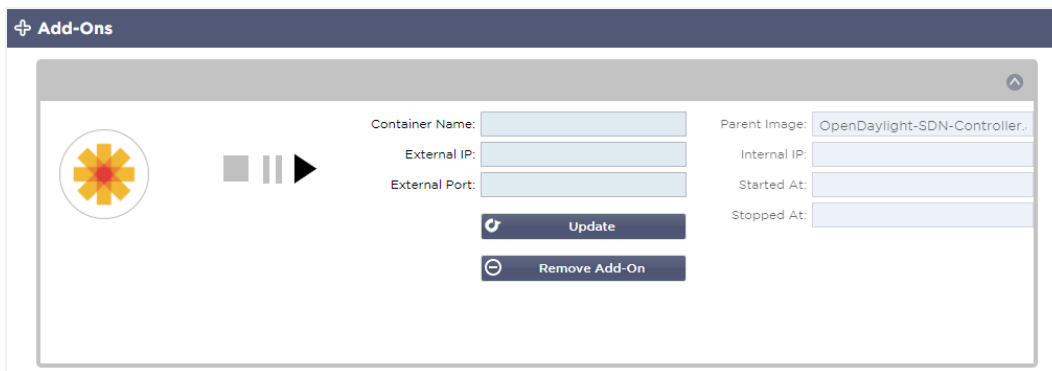 Add-Ons
Container Name:
External IP:
External Port:
Update
Remove Add-On
Parent Image: OpenDaylight-SDN-Controller.
Internal IP:
Started At:
Stopped At: